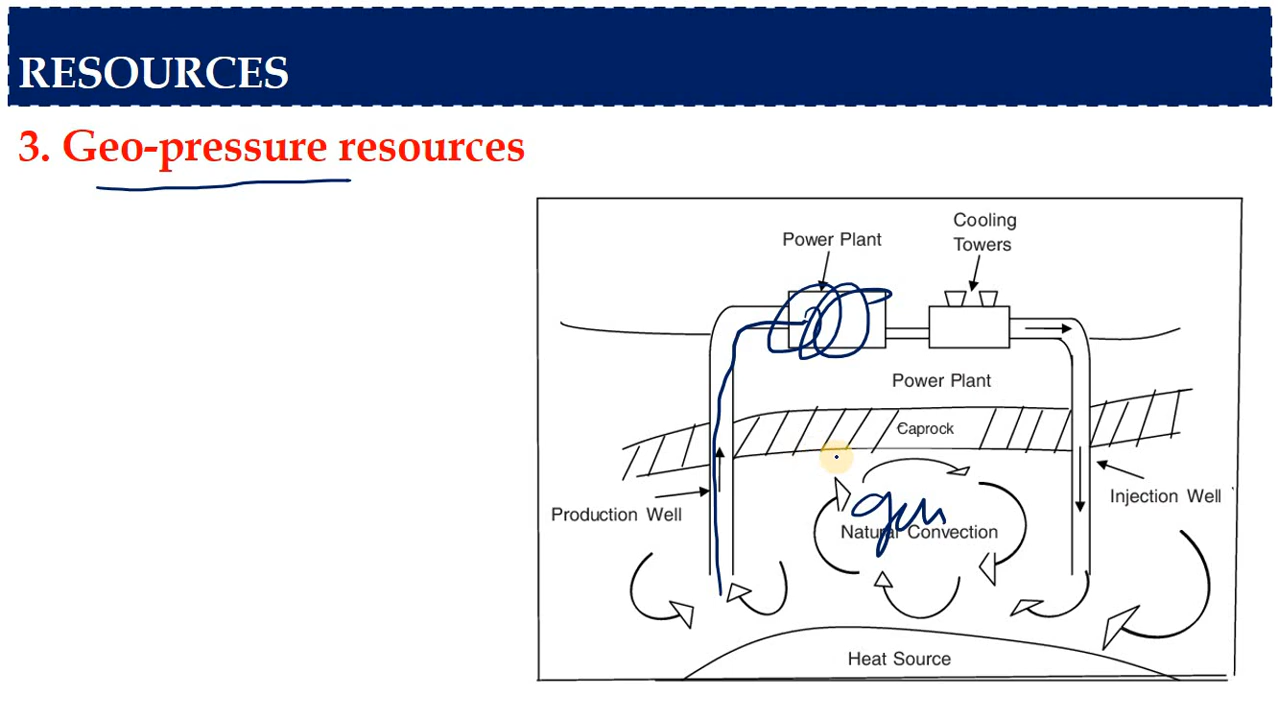 RESOURCES
3. Geo-pressure resources
Cooling
Towers
Power Plant
Power Plant
Caprock
Production Well
Natural Convection
Injection Well
Heat Source